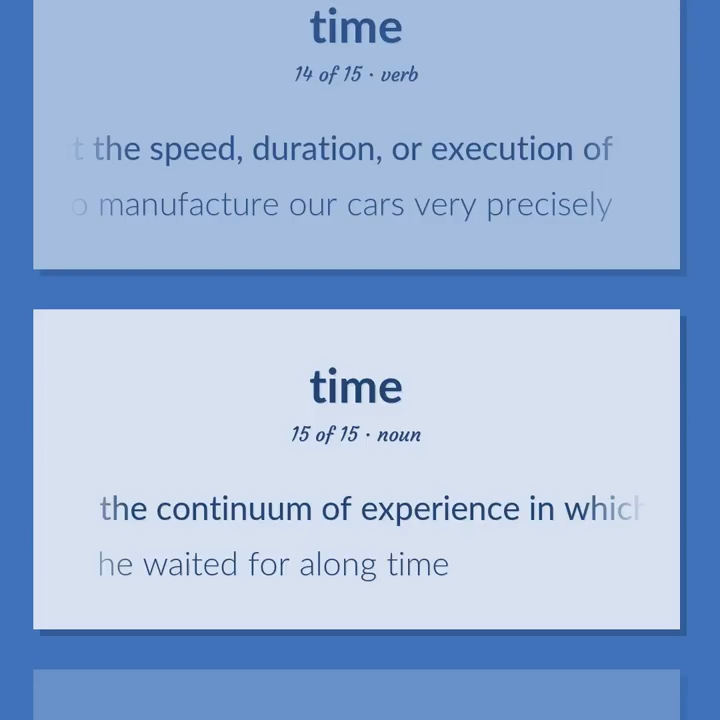 time
14 of 15 · verb
the speed, duration, or execution of
manufacture our cars very precisely
time
15 of 15 · noun
the continuum of experience in which
he waited for along time